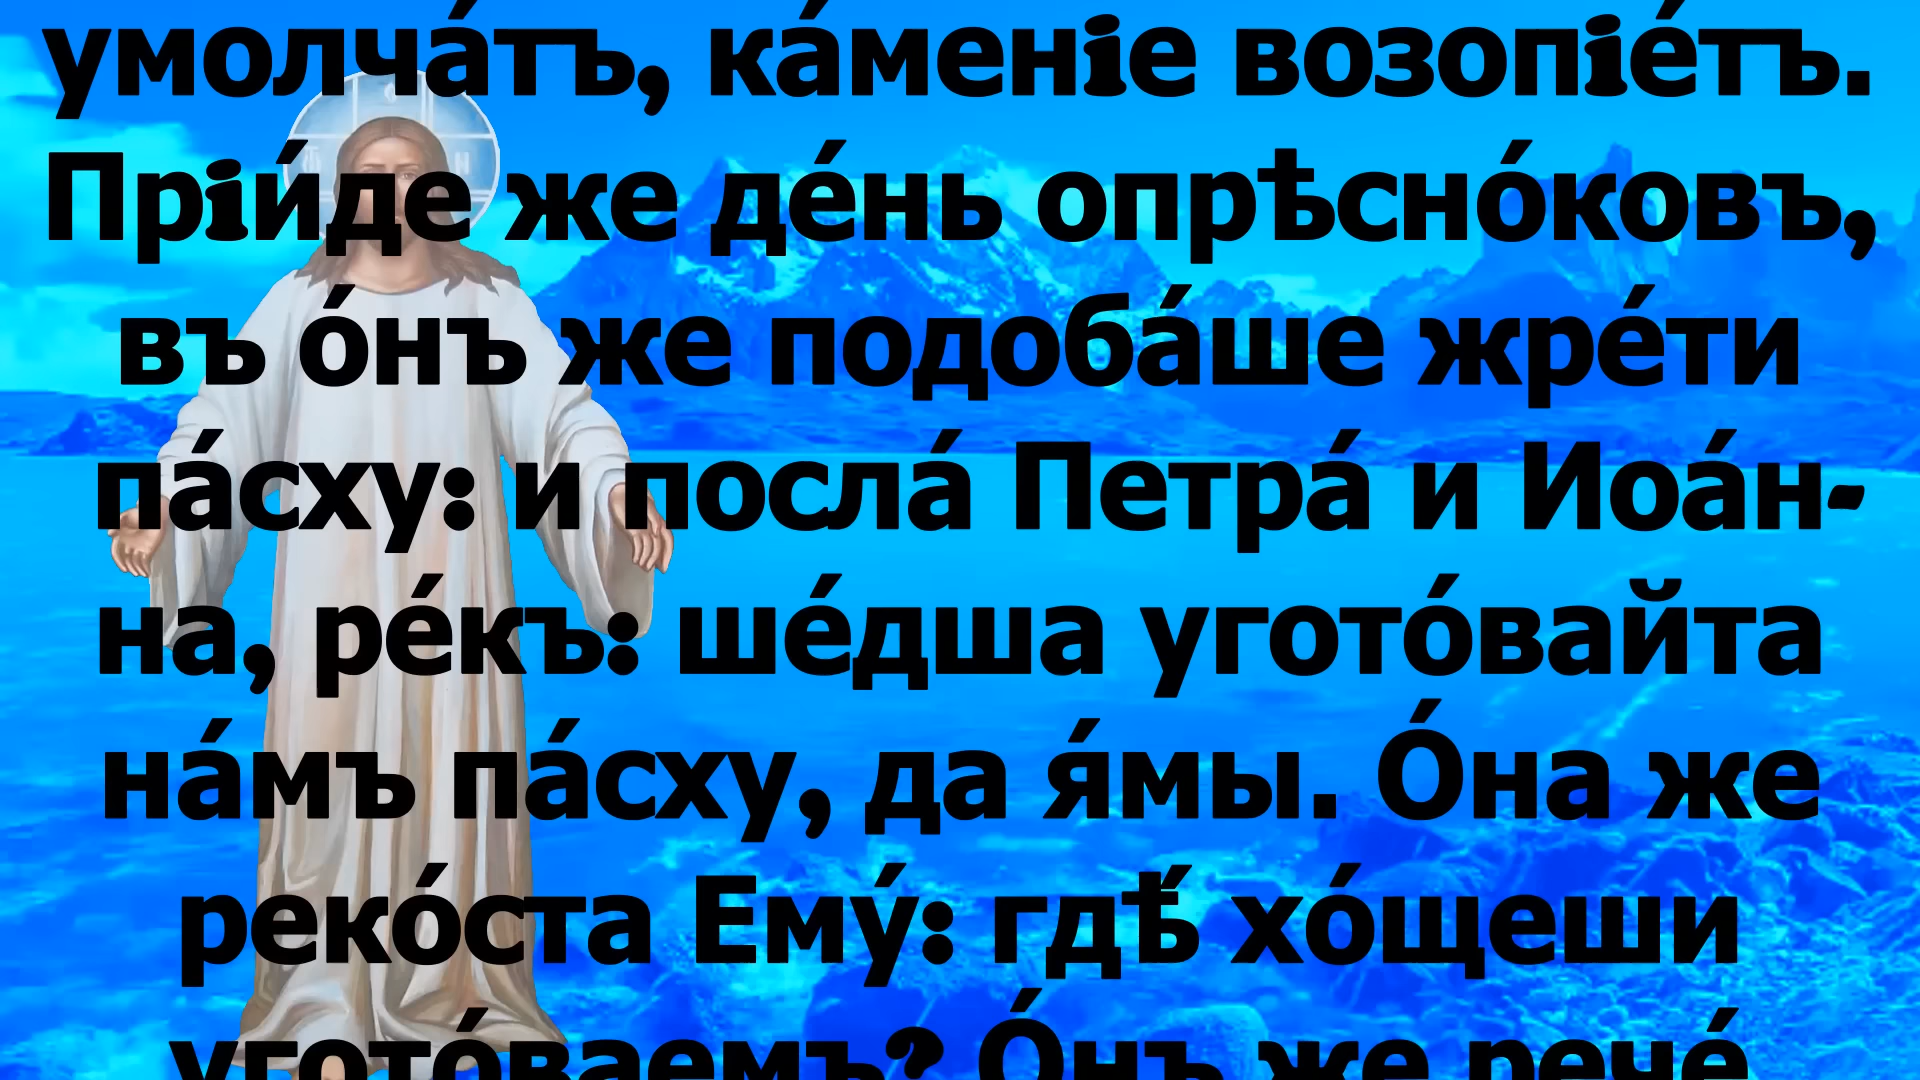 умолча́тъ, ка́менiе возопiе́тъ.
Прiи́де же де́нь опрѣсно́ковъ,
въ о́нъ же подоба́ше жре́ти
па́сху: и посла́ Петра́ и Иоа́н-
на, ре́къ: ше́дша угото́вайта
на́мъ па́сху, да я́мы. О́на же
реко́ста Ему́: гдѣ́ хо́щеши
угото́ваемъ? О́нъ же рече́